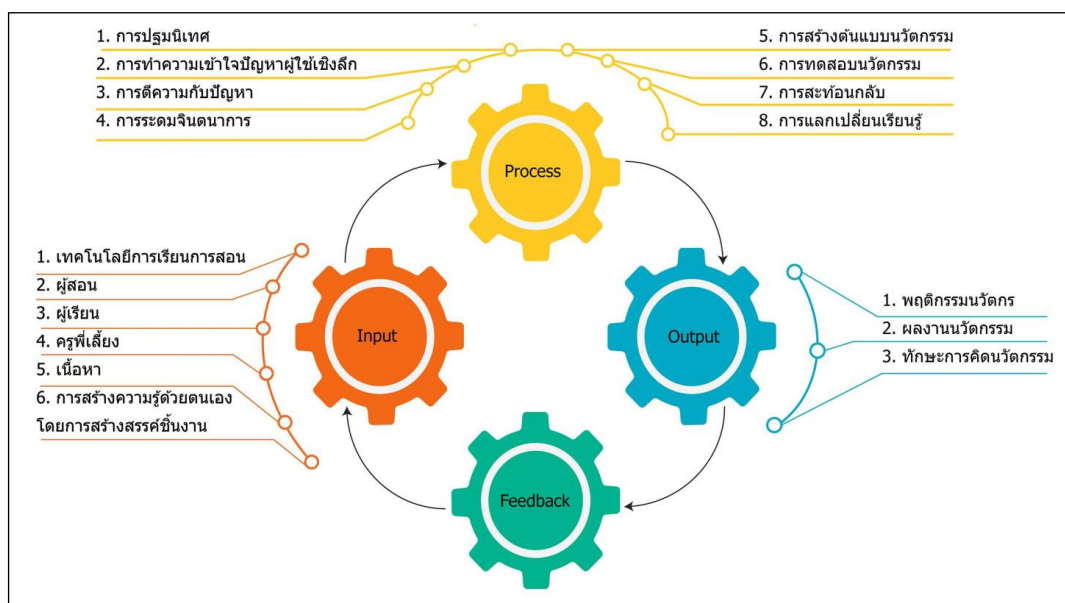 1. การปฐมนิเทศ
2. การทำความเข้าใจปัญหาผู้ใช้เชิงลึก
3. การตีความกับปัญหา
4. การระดมจินตนาการ
5. การสร้างต้นแบบนวัตกรรม
6. การทดสอบนวัตกรรม
7. การสะท้อนกลับ
8. การแลกเปลี่ยนเรียนรู้
Process
1. เทคโนโลยีการเรียนการสอน
2. ผู้สอน
3. ผู้เรียน
4. ครูพี่เลี้ยง
5. เนื้อหา
6. การสร้างความรู้ด้วยตนเอง
โดยการสร้างสรรค์ชิ้นงาน
Input
Output
1. พฤติกรรมนวัตกร
2. ผลงานนวัตกรรม
3. ทักษะการคิดนวัตกรรม
Feedback